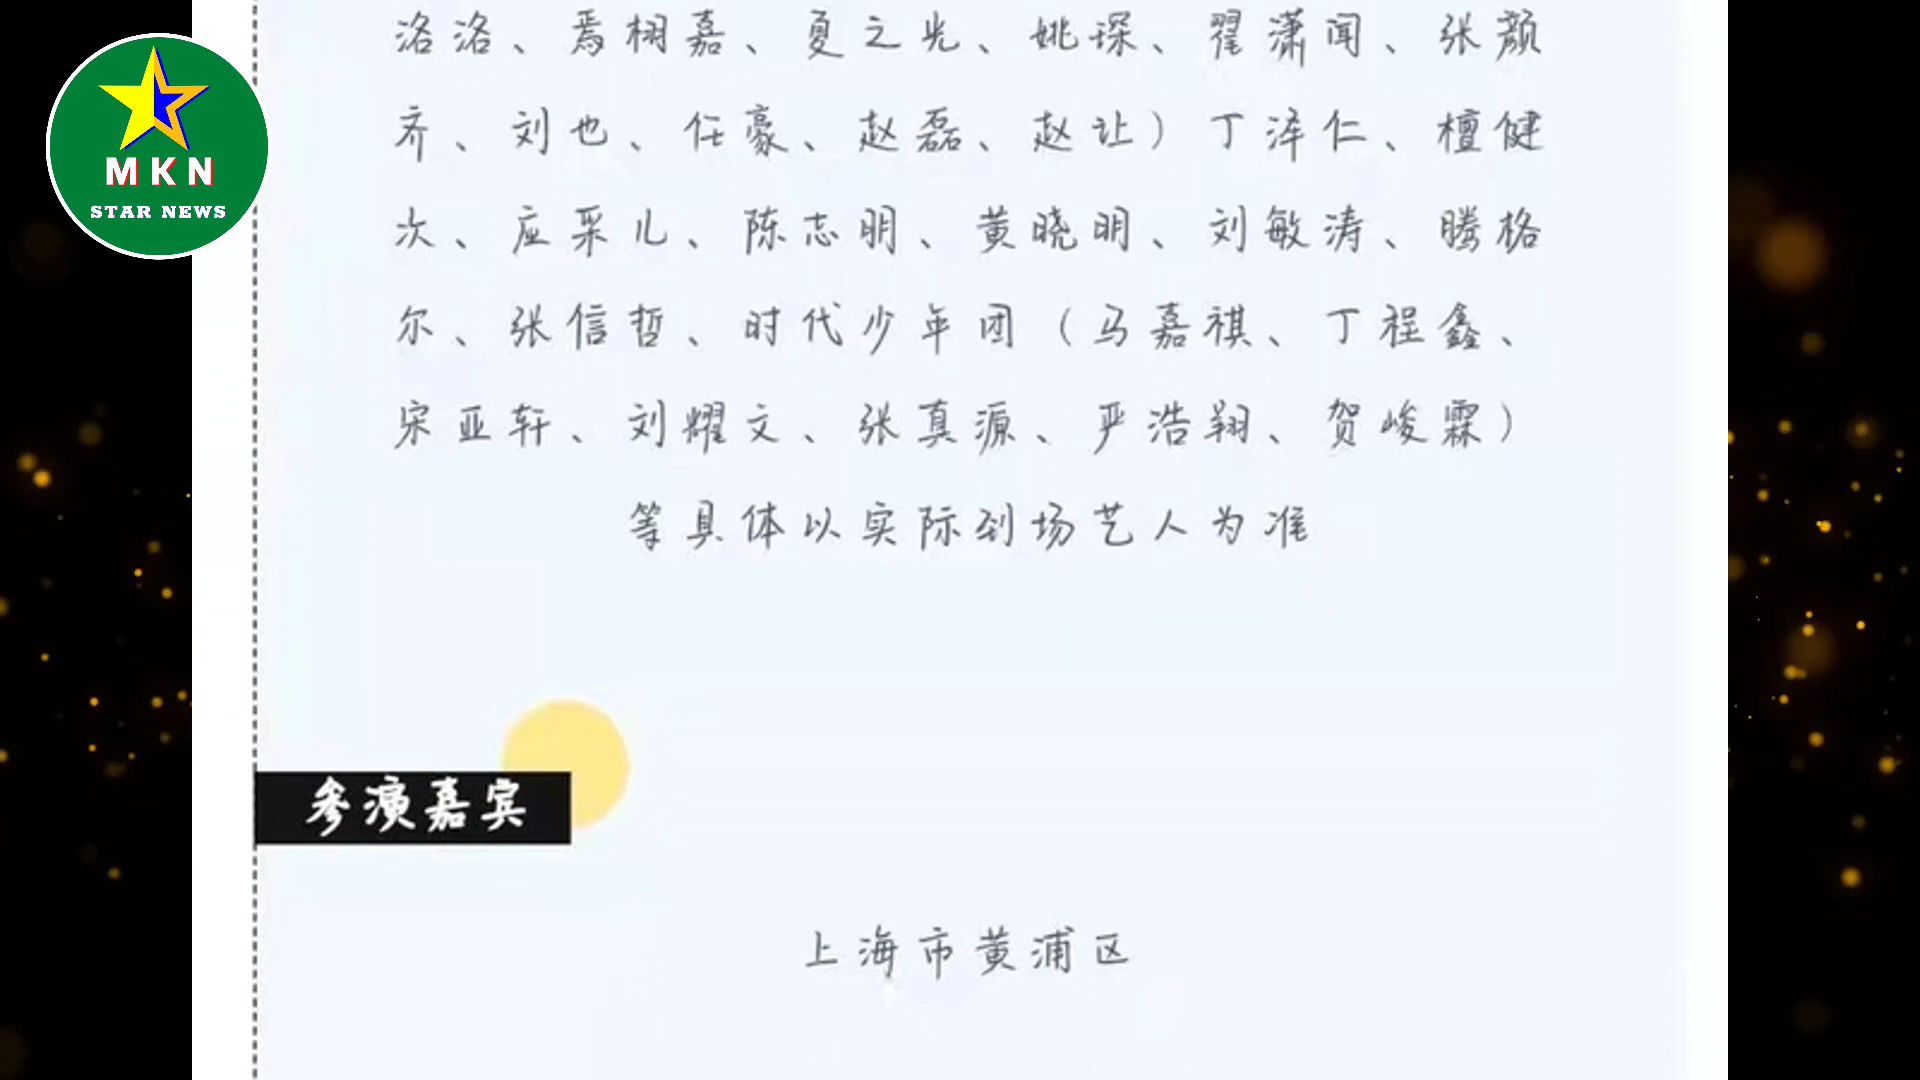 洛洛、焉栩嘉、夏之光、姚琛、翟潇闻、张颜
齐、刘也、任豪、赵磊、赵让）丁泽仁、檀健
次、应采儿、陈志朋、黄晓明、刘敏涛、腾格
尔、张信哲、时代少年团（马嘉祺、丁程鑫、
宋亚轩、刘耀文、张真源、严浩翔、贺峻霖）
等具体以实际到场艺人为准
参演嘉宾
上海市黄浦区
MKN
STAR NEWS